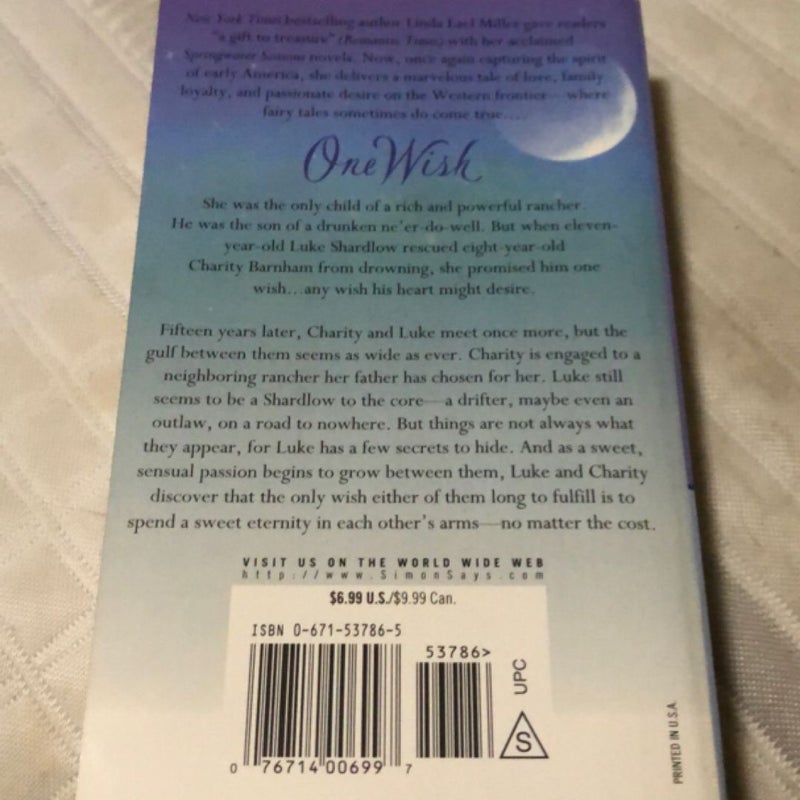 New York Times bestselling author Linda Lael Miller gave readers
"a gift to treasure" (Romantic Times) with her acclaimed
Springwater Seasons novels. Now, once again capturing the spirit
of early America, she delivers a marvelous tale of love, family
loyalty, and passionate desire on the Western frontier—where
fairy tales sometimes do come true....
One Wish
She was the only child of a rich and powerful rancher.
He was the son of a drunken ne'er-do-well. But when eleven-
year-old Luke Shardlow rescued eight-year-old
Charity Barnham from drowning, she promised him one
wish...any wish his heart might desire.
Fifteen years later, Charity and Luke meet once more, but the
gulf between them seems as wide as ever. Charity is engaged to a
neighboring rancher her father has chosen for her. Luke still
seems to be a Shardlow to the core—a drifter, maybe even an
outlaw, on a road to nowhere. But things are not always what
they appear, for Luke has a few secrets to hide. And as a sweet,
sensual passion begins to grow between them, Luke and Charity
discover that the only wish either of them long to fulfill is to
spend a sweet eternity in each other's arms—no matter the cost.
VISIT US ON THE WORLD WIDE WEB
http://www.SimonSays.com
$6.99 U.S./$9.99 Can.
ISBN 0-671-53786-5
53786>
UPC
S
0 76714 00699 7
PRINTED IN U.S.A.